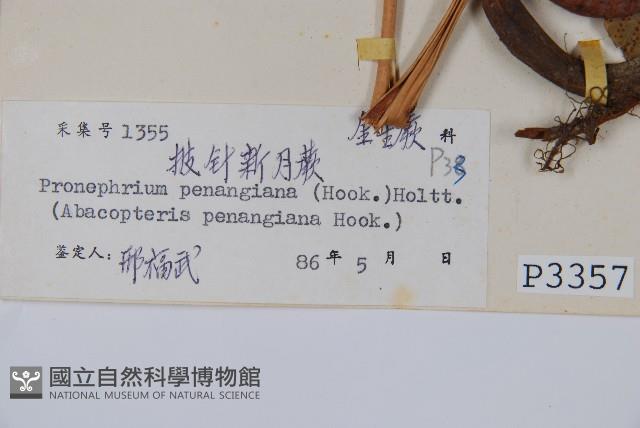 采集号 1355 金星蕨 科
披针新月蕨 P38
Pronephrium penangiana (Hook.)Holtt.
(Abacopteris penangiana Hook.)
鉴定人: 邢福武 86 年 5 月 日
P3357
國立自然科學博物館
NATIONAL MUSEUM OF NATURAL SCIENCE